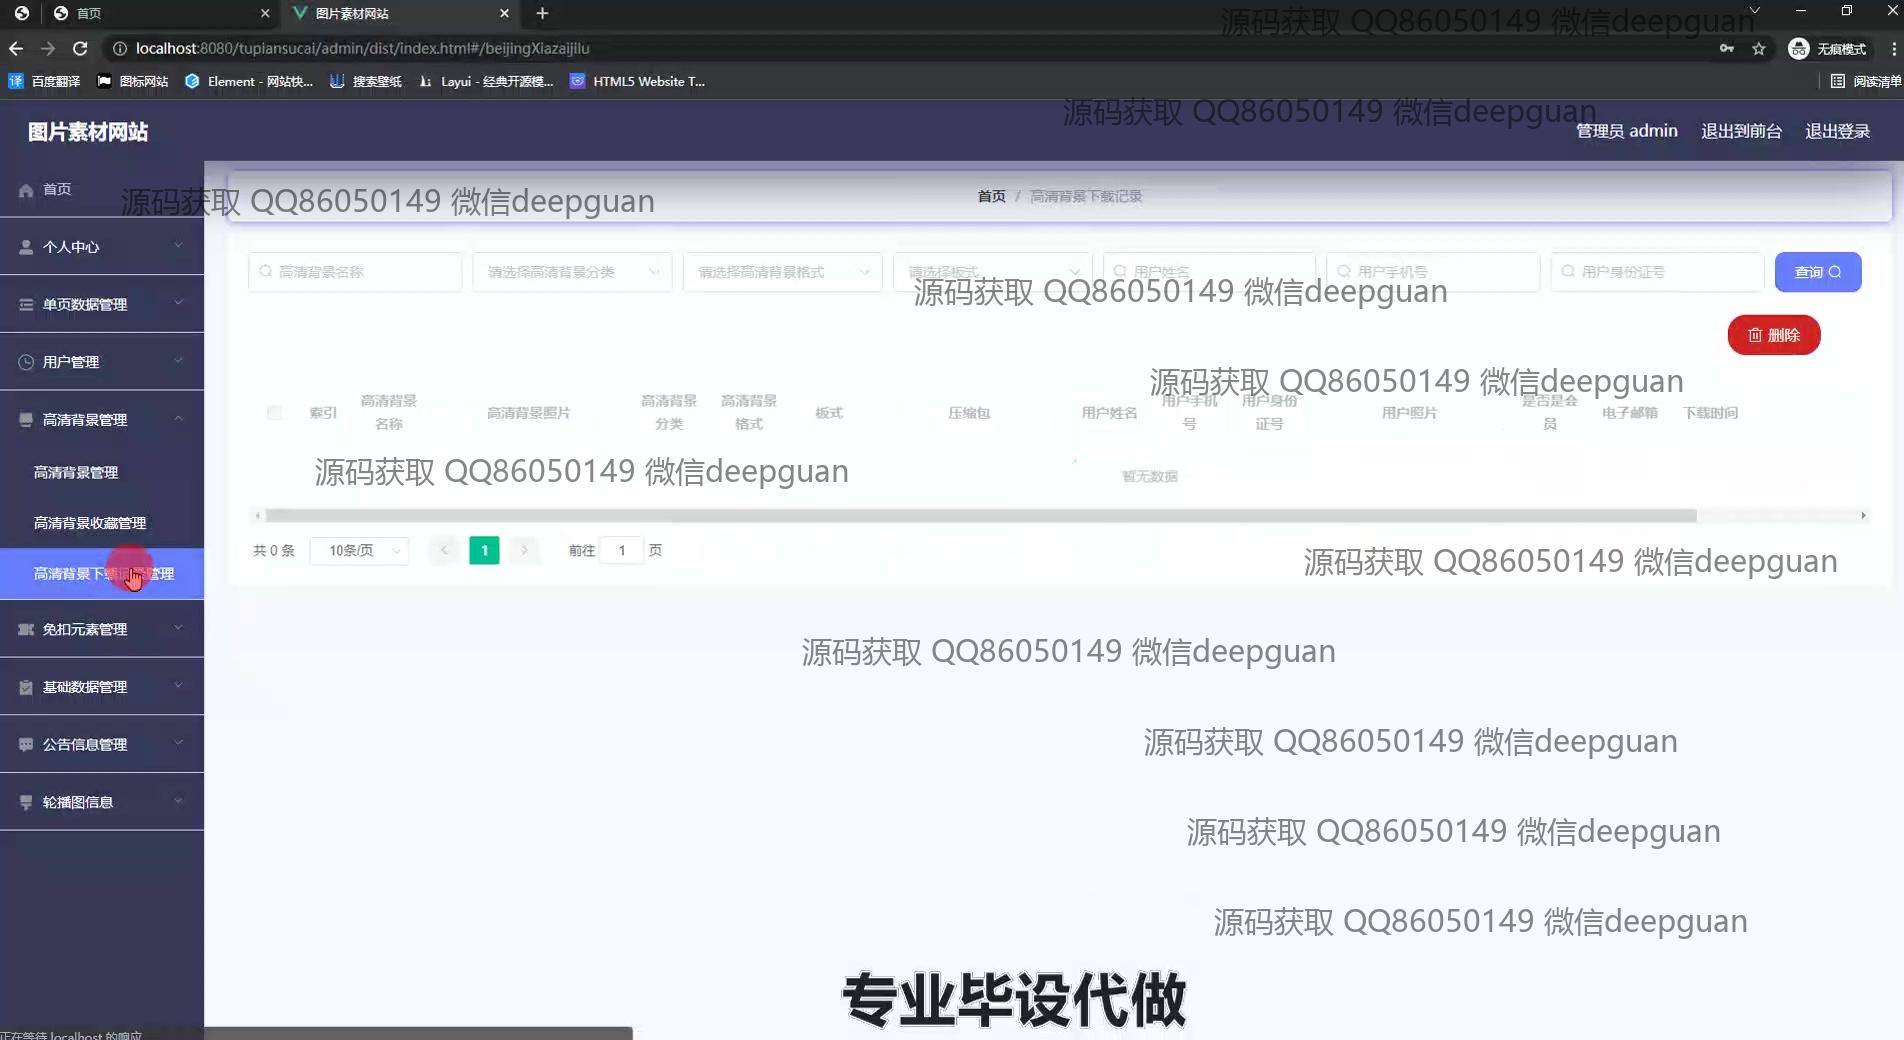 首页
图片素材网站
源码获取 QQ86050149 微信deepguan
localhost:8080/tupiansucai/admin/dist/index.html#/beijingXiazaijilu
无痕模式
百度翻译
图标网站
Element - 网站快...
搜索壁纸
Layui - 经典开源模...
HTML5 Website T...
阅读清单
源码获取 QQ86050149 微信deepguan
图片素材网站
管理员 admin
退出到前台
退出登录
首页
源码获取 QQ86050149 微信deepguan
首页 / 高清背景下载记录
个人中心
单页数据管理
用户管理
高清背景管理
高清背景管理
高清背景收藏管理
高清背景下载记录管理
免扣元素管理
基础数据管理
公告信息管理
轮播图信息
高清背景名称
请选择高清背景分类
请选择高清背景格式
请选择板式
用户姓名
用户手机号
用户身份证号
查询
源码获取 QQ86050149 微信deepguan
删除
源码获取 QQ86050149 微信deepguan
索引
高清背景名称
高清背景照片
高清背景分类
高清背景格式
板式
压缩包
用户姓名
用户手机号
用户身份证号
用户照片
是否是会员
电子邮箱
下载时间
源码获取 QQ86050149 微信deepguan
暂无数据
共 0 条
10条/页
1
前往 1 页
源码获取 QQ86050149 微信deepguan
源码获取 QQ86050149 微信deepguan
源码获取 QQ86050149 微信deepguan
源码获取 QQ86050149 微信deepguan
源码获取 QQ86050149 微信deepguan
专业毕设代做
正在等待 localhost 的响应